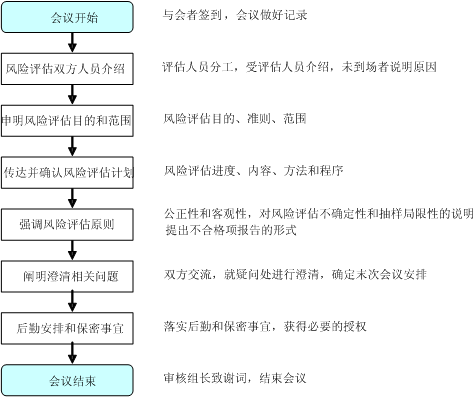 会议开始
与会者签到，会议做好记录
风险评估双方人员介绍
评估人员分工，受评估人员介绍，未到场者说明原因
申明风险评估目的和范围
风险评估目的、准则、范围
传达并确认风险评估计划
风险评估进度、内容、方法和程序
强调风险评估原则
公正性和客观性，对风险评估不确定性和抽样局限性的说明
提出不合格项报告的形式
阐明澄清相关问题
双方交流，就疑问处进行澄清，确定末次会议安排
后勤安排和保密事宜
落实后勤和保密事宜，获得必要的授权
会议结束
审核组长致谢词，结束会议